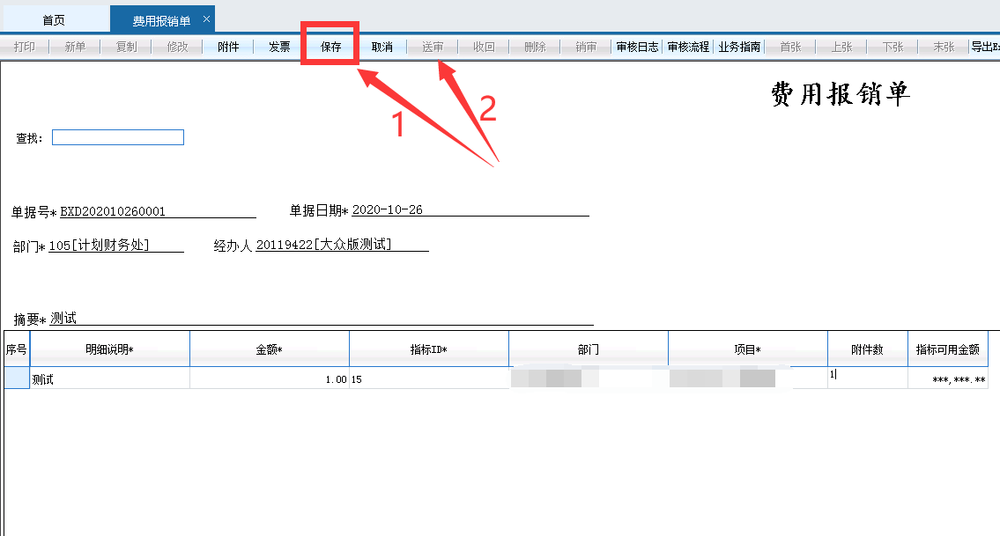 首页 费用报销单 ×
打印 新单 复制 修改 附件 发票 保存 取消 送审 收回 删除 销审 审核日志 审核流程 业务指南 首张 上张 下张 末张 导出Ex
费用报销单
1 2
查找：
单据号* BXD202010260001 单据日期* 2020-10-26
部门* 105[计划财务处] 经办人 20119422[大众版测试]
摘要* 测试
序号 明细说明* 金额* 指标ID* 部门 项目* 附件数 指标可用金额
测试 1.00 15 1 ***,***.**